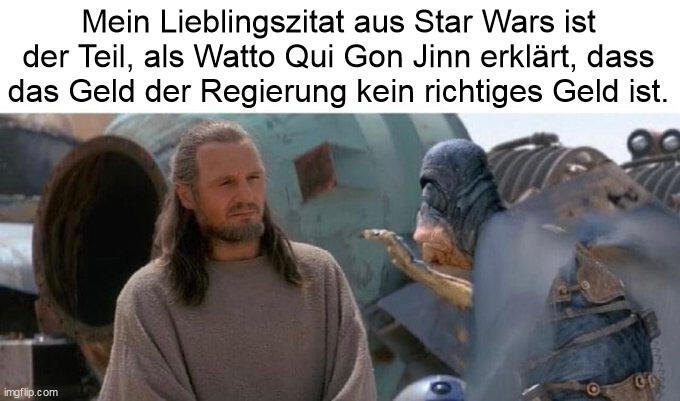 Mein Lieblingszitat aus Star Wars ist
der Teil, als Watto Qui Gon Jinn erklärt, dass
das Geld der Regierung kein richtiges Geld ist.
imgflip.com